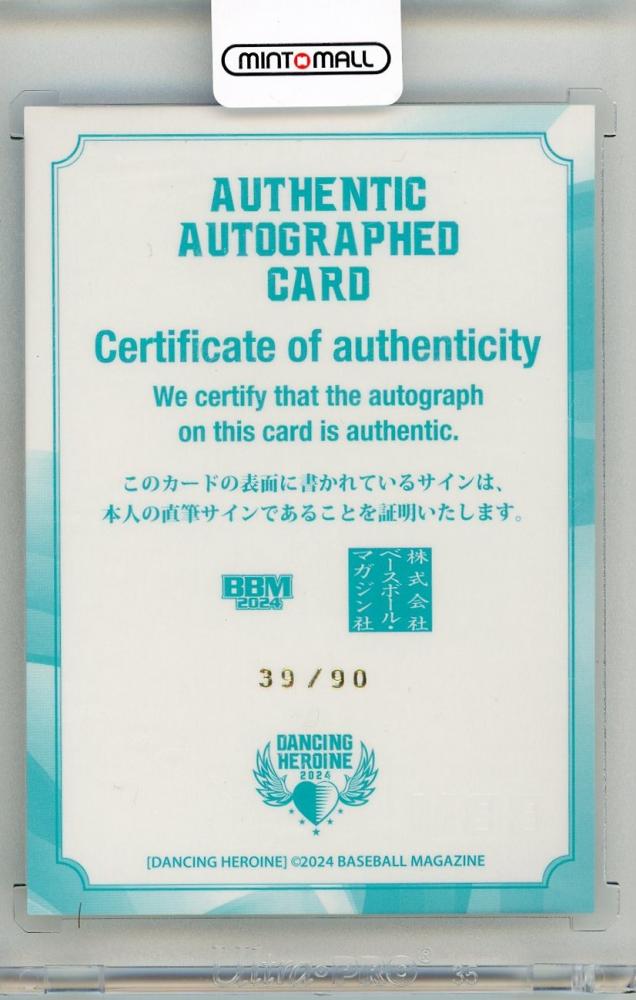 MINTOMALL
AUTHENTIC
AUTOGRAPHED
CARD
Certificate of authenticity
We certify that the autograph
on this card is authentic.
このカードの表面に書かれているサインは、
本人の直筆サインであることを証明いたします。
BBM
2024
株式会社
ベースボール・
マガジン社
39/90
DANCING
HEROINE
2024
[DANCING HEROINE] ©2024 BASEBALL MAGAZINE
Ultra·PRO® 35